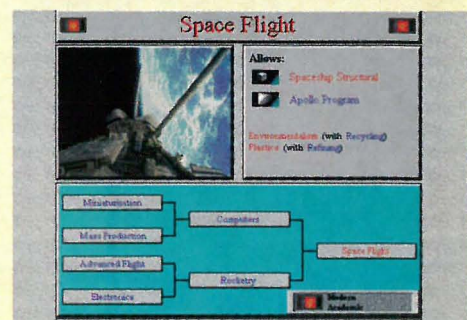 Space Flight
Allows:
Spaceship Structural
Apollo Program
Environmentalism (with Recycling)
Plastics (with Refining)
Miniaturization
Mass Production
Computers
Advanced Flight
Electronics
Rocketry
Space Flight
Modern
Academic